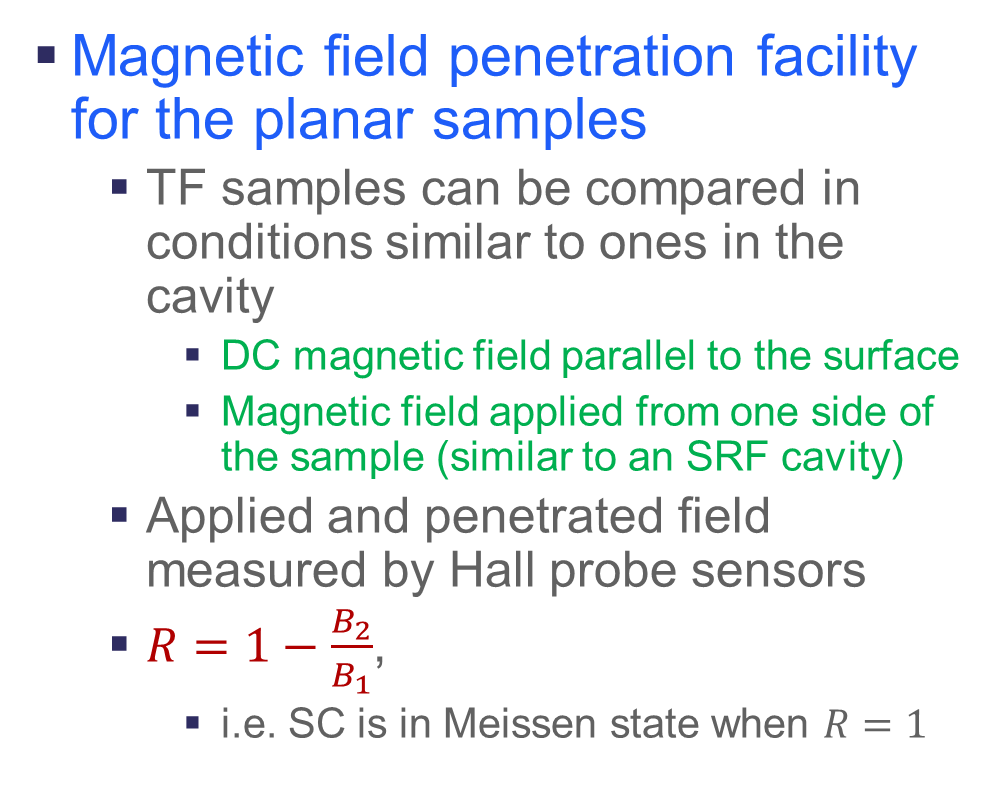 ▪ Magnetic field penetration facility
for the planar samples
▪ TF samples can be compared in
conditions similar to ones in the
cavity
▪ DC magnetic field parallel to the surface
▪ Magnetic field applied from one side of
the sample (similar to an SRF cavity)
▪ Applied and penetrated field
measured by Hall probe sensors
▪ R = 1 − B₂/B₁,
▪ i.e. SC is in Meissen state when R = 1